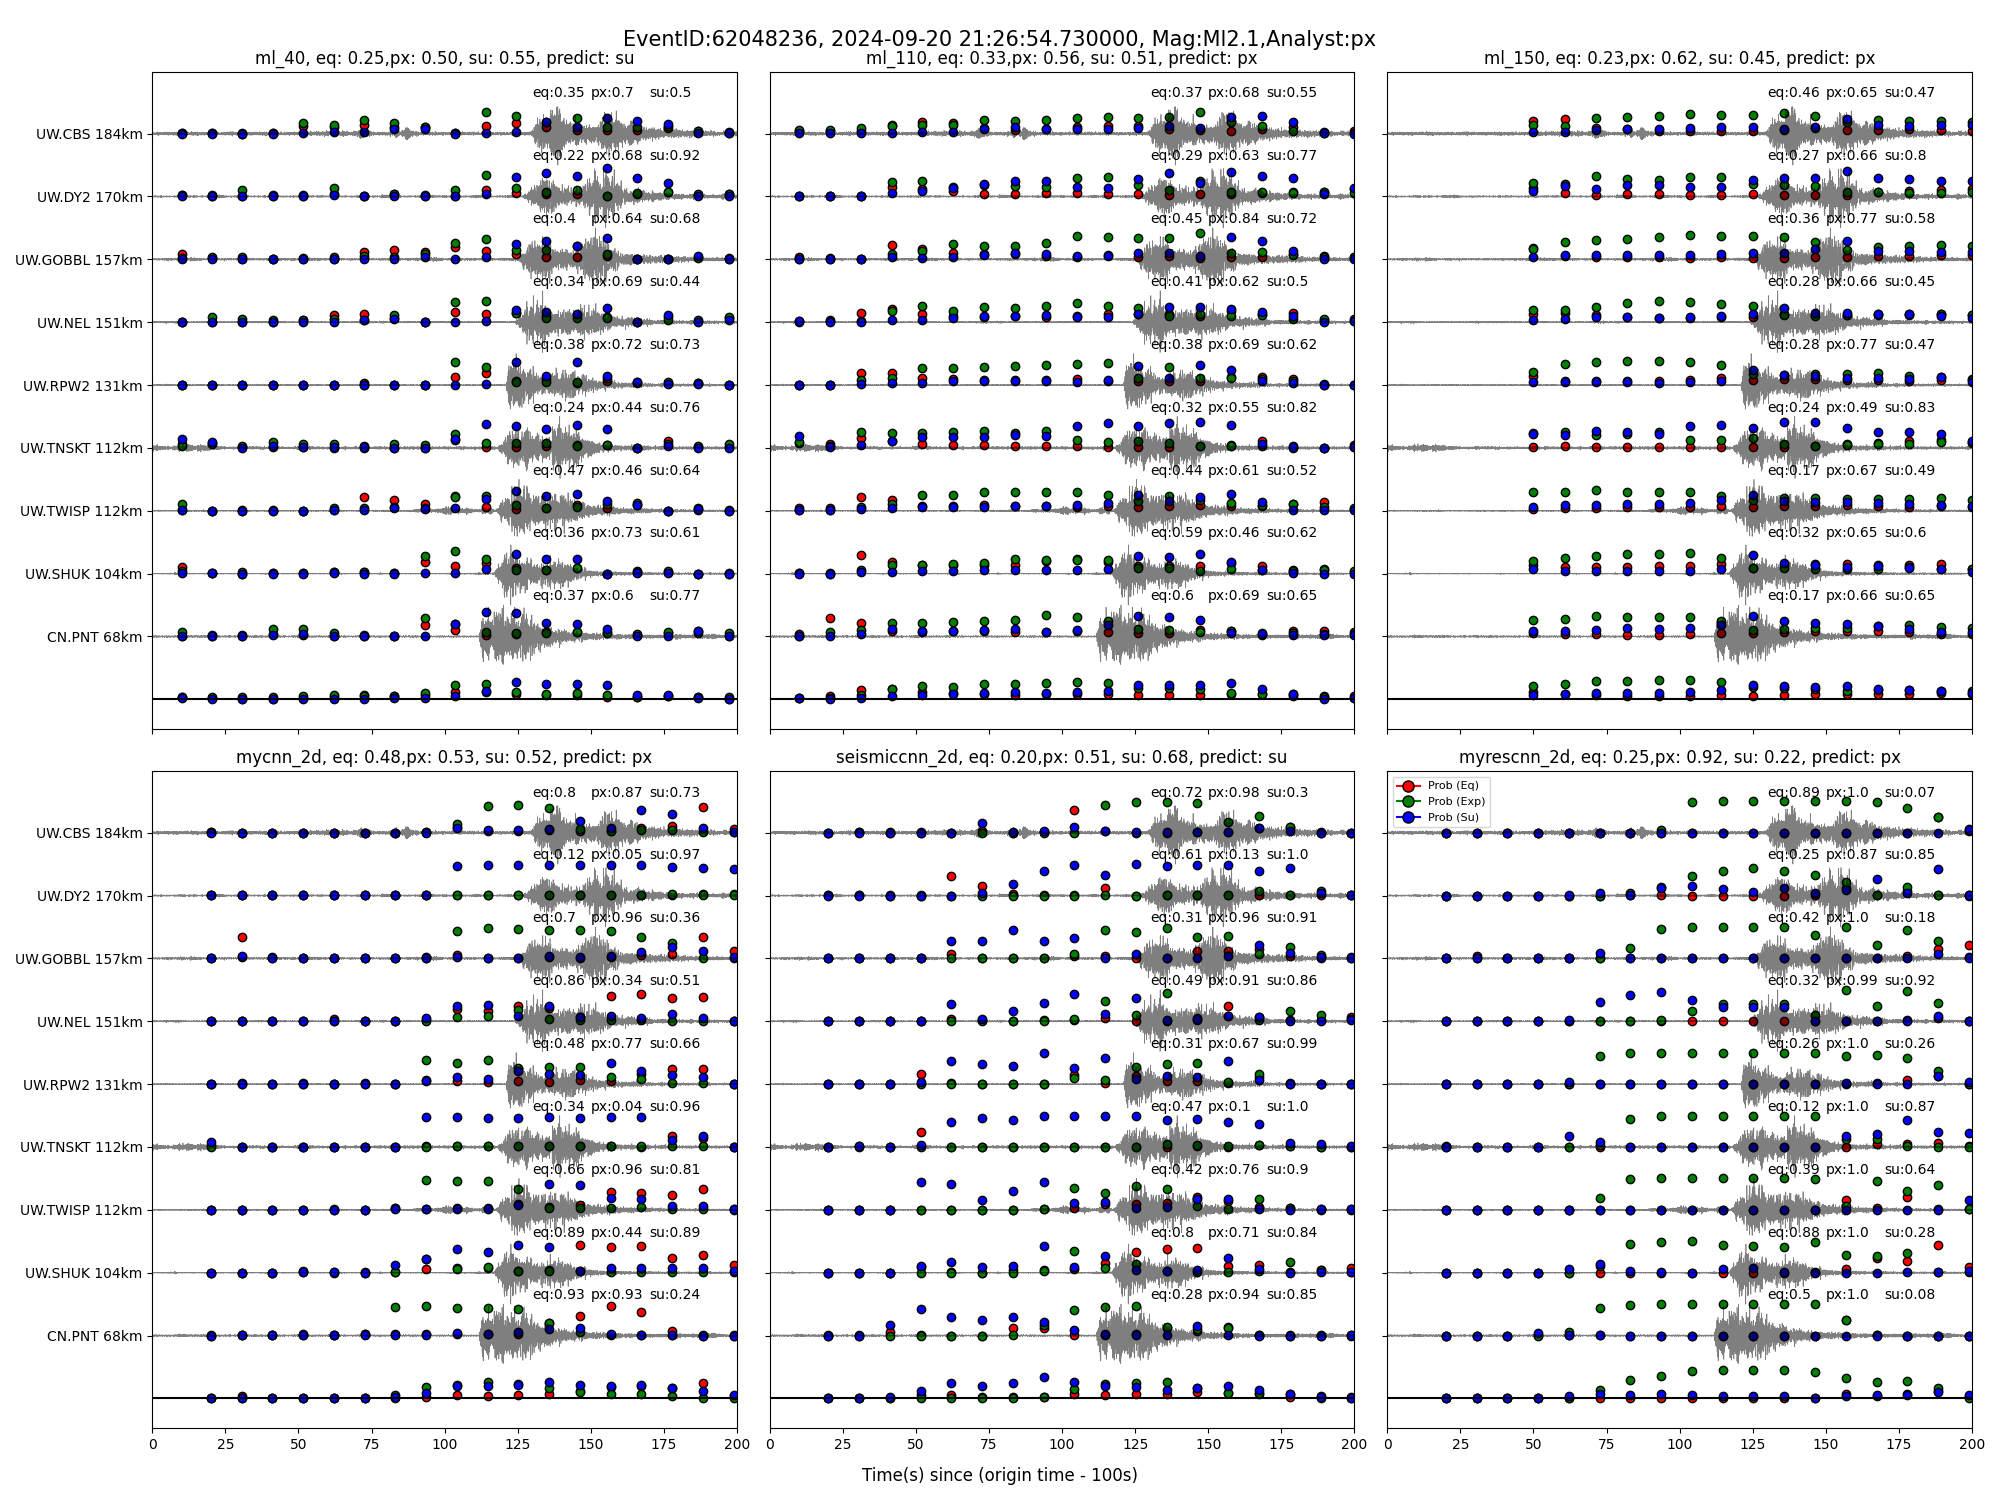 EventID:62048236, 2024-09-20 21:26:54.730000, Mag:Ml2.1,Analyst:px
ml_40, eq: 0.25,px: 0.50, su: 0.55, predict: su
UW.CBS 184km eq:0.35 px:0.7 su:0.5
UW.DY2 170km eq:0.22 px:0.68 su:0.92
UW.GOBBL 157km eq:0.4 px:0.64 su:0.68
UW.NEL 151km eq:0.34 px:0.69 su:0.44
UW.RPW2 131km eq:0.38 px:0.72 su:0.73
UW.TNSKT 112km eq:0.24 px:0.44 su:0.76
UW.TWISP 112km eq:0.47 px:0.46 su:0.64
UW.SHUK 104km eq:0.36 px:0.73 su:0.61
CN.PNT 68km eq:0.37 px:0.6 su:0.77
ml_110, eq: 0.33,px: 0.56, su: 0.51, predict: px
eq:0.37 px:0.68 su:0.55
eq:0.29 px:0.63 su:0.77
eq:0.45 px:0.84 su:0.72
eq:0.41 px:0.62 su:0.5
eq:0.38 px:0.69 su:0.62
eq:0.32 px:0.55 su:0.82
eq:0.44 px:0.61 su:0.52
eq:0.59 px:0.46 su:0.62
eq:0.6 px:0.69 su:0.65
ml_150, eq: 0.23,px: 0.62, su: 0.45, predict: px
eq:0.46 px:0.65 su:0.47
eq:0.27 px:0.66 su:0.8
eq:0.36 px:0.77 su:0.58
eq:0.28 px:0.66 su:0.45
eq:0.28 px:0.77 su:0.47
eq:0.24 px:0.49 su:0.83
eq:0.17 px:0.67 su:0.49
eq:0.32 px:0.65 su:0.6
eq:0.17 px:0.66 su:0.65
mycnn_2d, eq: 0.48,px: 0.53, su: 0.52, predict: px
UW.CBS 184km eq:0.8 px:0.87 su:0.73
UW.DY2 170km eq:0.12 px:0.05 su:0.97
UW.GOBBL 157km eq:0.7 px:0.96 su:0.36
UW.NEL 151km eq:0.86 px:0.34 su:0.51
UW.RPW2 131km eq:0.48 px:0.77 su:0.66
UW.TNSKT 112km eq:0.34 px:0.04 su:0.96
UW.TWISP 112km eq:0.66 px:0.96 su:0.81
UW.SHUK 104km eq:0.89 px:0.44 su:0.89
CN.PNT 68km eq:0.93 px:0.93 su:0.24
0 25 50 75 100 125 150 175 200
seismiccnn_2d, eq: 0.20,px: 0.51, su: 0.68, predict: su
eq:0.72 px:0.98 su:0.3
eq:0.61 px:0.13 su:1.0
eq:0.31 px:0.96 su:0.91
eq:0.49 px:0.91 su:0.86
eq:0.31 px:0.67 su:0.99
eq:0.47 px:0.1 su:1.0
eq:0.42 px:0.76 su:0.9
eq:0.8 px:0.71 su:0.84
eq:0.28 px:0.94 su:0.85
0 25 50 75 100 125 150 175 200
myrescnn_2d, eq: 0.25,px: 0.92, su: 0.22, predict: px
Prob (Eq)
Prob (Exp)
Prob (Su)
eq:0.89 px:1.0 su:0.07
eq:0.25 px:0.87 su:0.85
eq:0.42 px:1.0 su:0.18
eq:0.32 px:0.99 su:0.92
eq:0.26 px:1.0 su:0.26
eq:0.12 px:1.0 su:0.87
eq:0.39 px:1.0 su:0.64
eq:0.88 px:1.0 su:0.28
eq:0.5 px:1.0 su:0.08
0 25 50 75 100 125 150 175 200
Time(s) since (origin time - 100s)